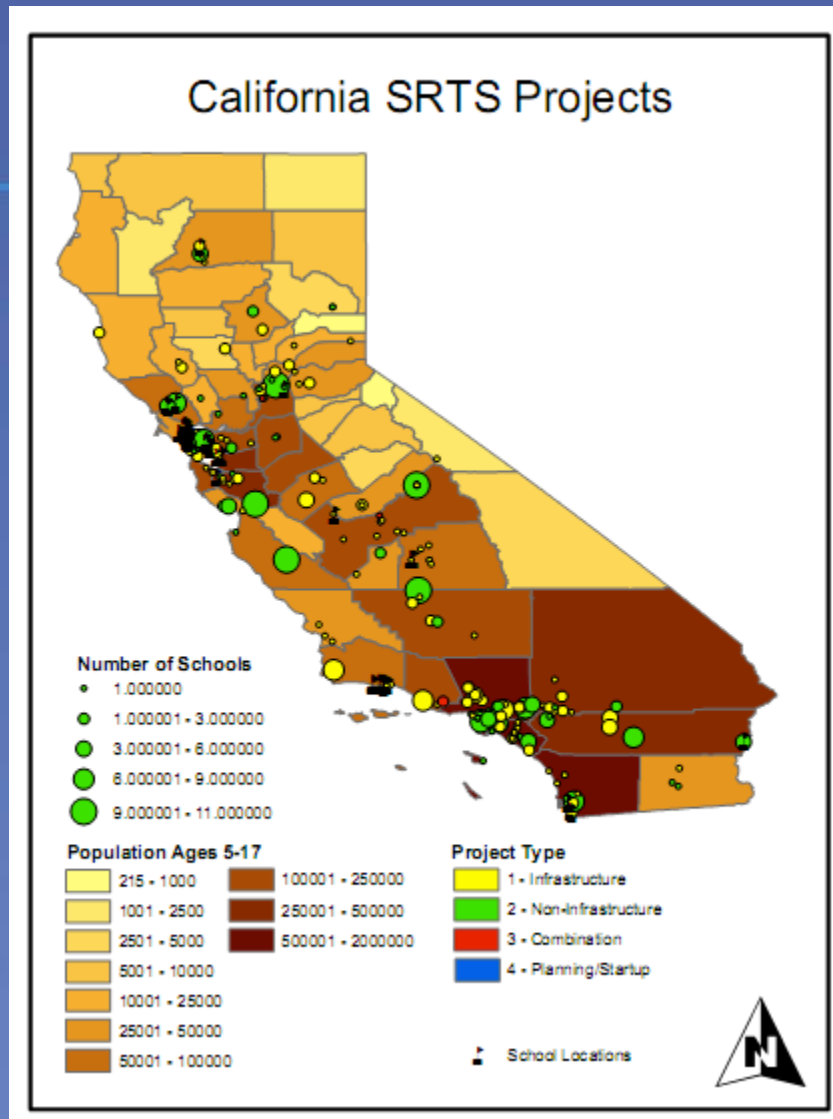 California SRTS Projects
Number of Schools
1.000000
1.000001 - 3.000000
3.000001 - 6.000000
6.000001 - 9.000000
9.000001 - 11.000000
Population Ages 5-17
215 - 1000
1001 - 2500
2501 - 5000
5001 - 10000
10001 - 25000
25001 - 50000
50001 - 100000
100001 - 250000
250001 - 500000
500001 - 2000000
Project Type
1 - Infrastructure
2 - Non-Infrastructure
3 - Combination
4 - Planning/Startup
School Locations
N